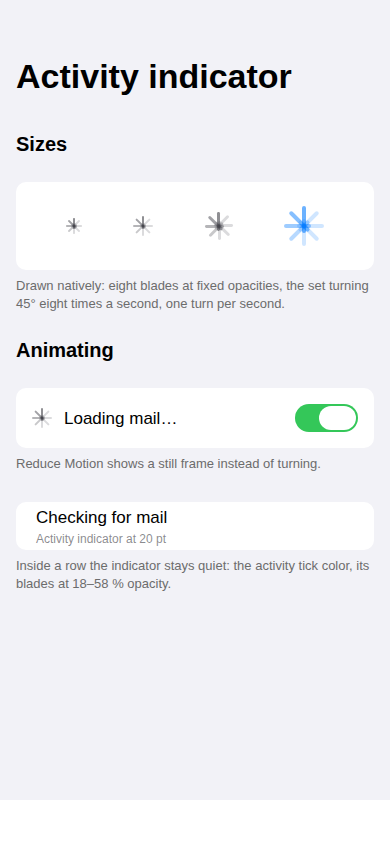 Activity indicator
Sizes
Drawn natively: eight blades at fixed opacities, the set turning
45° eight times a second, one turn per second.
Animating
Loading mail…
Reduce Motion shows a still frame instead of turning.
Checking for mail
Activity indicator at 20 pt
Inside a row the indicator stays quiet: the activity tick color, its
blades at 18–58 % opacity.